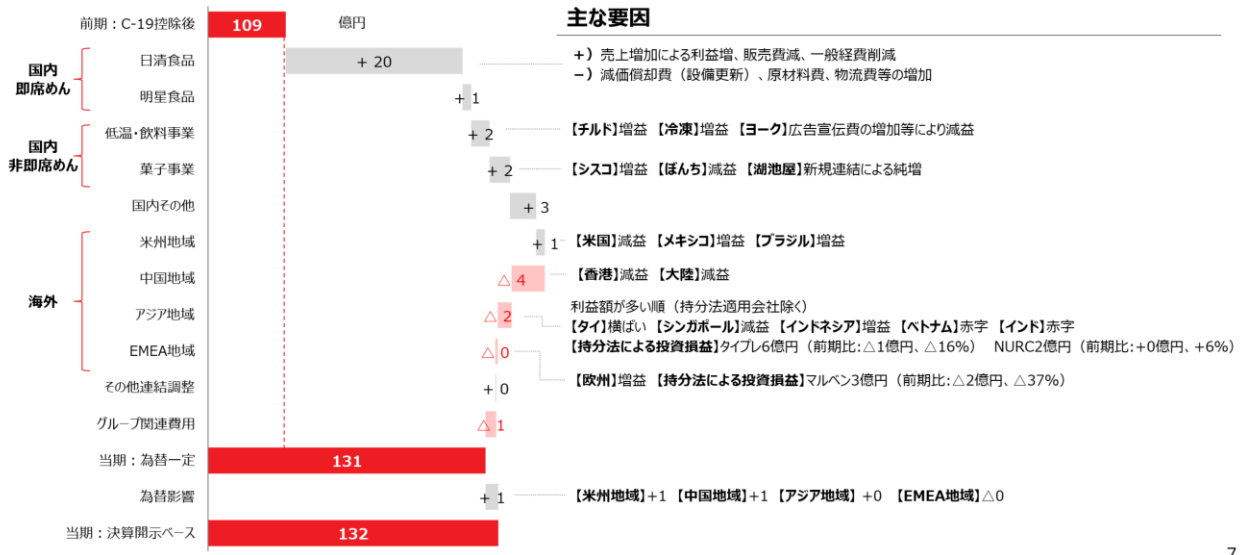 主な要因
前期：C-19控除後 109 億円
国内
即席めん
日清食品 + 20
+）売上増加による利益増、販売費減、一般経費削減
−）減価償却費（設備更新）、原材料費、物流費等の増加
明星食品 + 1
国内
非即席めん
低温・飲料事業 + 2 【チルド】増益 【冷凍】増益 【ヨーク】広告宣伝費の増加等により減益
菓子事業 + 2 【シスコ】増益 【ぼんち】減益 【湖池屋】新規連結による純増
国内その他 + 3
海外
米州地域 + 1 【米国】減益 【メキシコ】増益 【ブラジル】増益
中国地域 △ 4 【香港】減益 【大陸】減益
アジア地域 △ 2
利益額が多い順（持分法適用会社除く）
【タイ】横ばい 【シンガポール】減益 【インドネシア】増益 【ベトナム】赤字 【インド】赤字
【持分法による投資損益】タイプレ6億円（前期比:△1億円、△16%） NURC2億円（前期比:+0億円、+6%）
EMEA地域 △ 0
【欧州】増益 【持分法による投資損益】マルベン3億円（前期比:△2億円、△37%）
その他連結調整 + 0
グループ関連費用 △ 1
当期：為替一定 131
為替影響 + 1 【米州地域】+1 【中国地域】+1 【アジア地域】+0 【EMEA地域】△0
当期：決算開示ベース 132
7